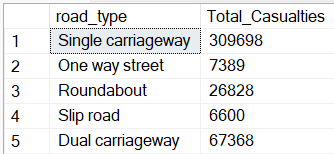 road_type Total_Casualties
1 Single carriageway 309698
2 One way street 7389
3 Roundabout 26828
4 Slip road 6600
5 Dual carriageway 67368